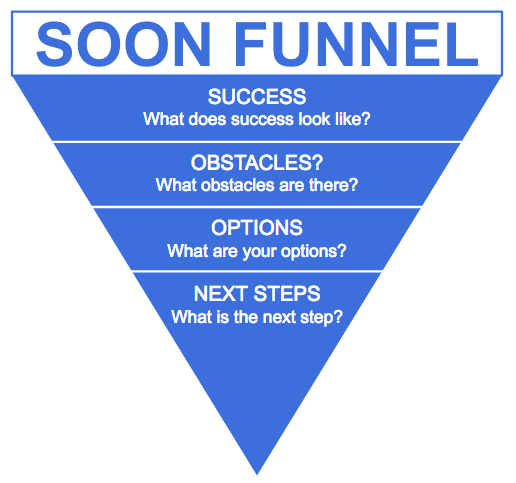 SOON FUNNEL
SUCCESS
What does success look like?
OBSTACLES?
What obstacles are there?
OPTIONS
What are your options?
NEXT STEPS
What is the next step?